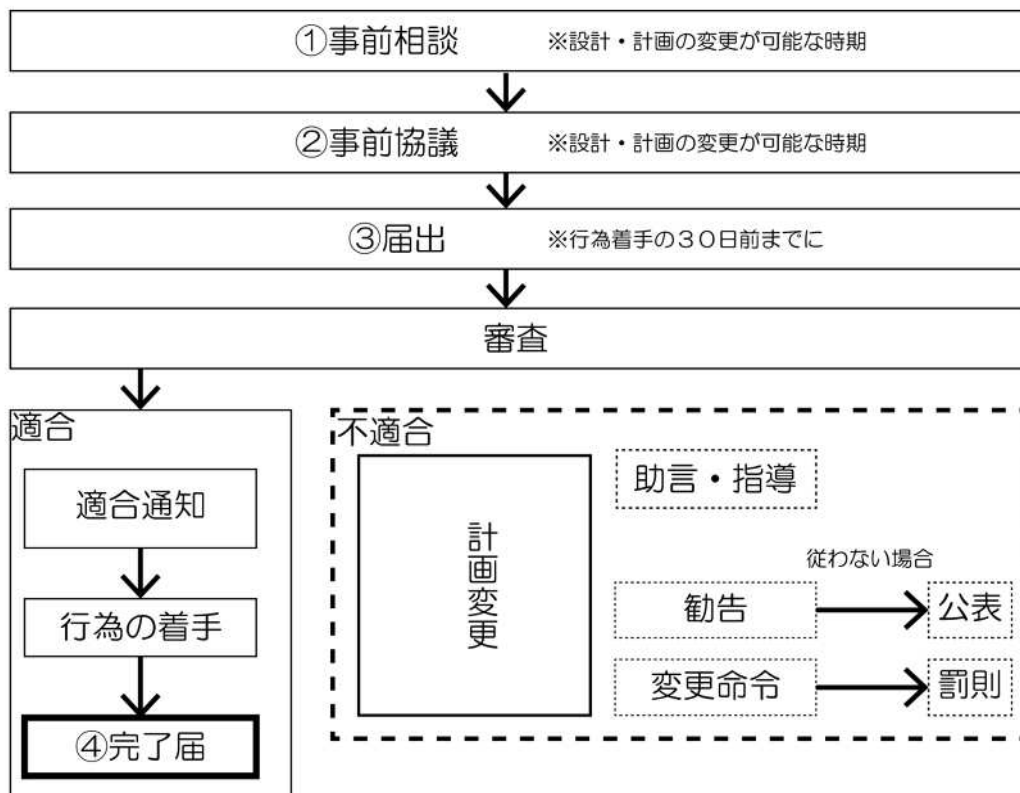 ①事前相談 ※設計・計画の変更が可能な時期
②事前協議 ※設計・計画の変更が可能な時期
③届出 ※行為着手の３０日前までに
審査
適合
適合通知
行為の着手
④完了届
不適合
計画変更
助言・指導
従わない場合
勧告
公表
変更命令
罰則